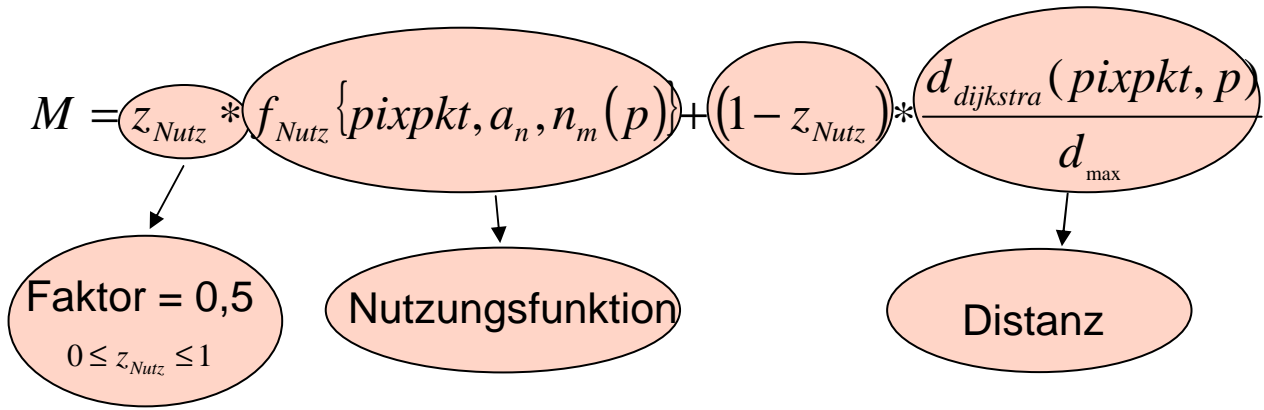 M = z_Nutz * f_Nutz {pixpkt, a_n, n_m(p)} + (1 − z_Nutz) * d_dijkstra(pixpkt, p) / d_max
Faktor = 0,5
0 ≤ z_Nutz ≤ 1
Nutzungsfunktion
Distanz